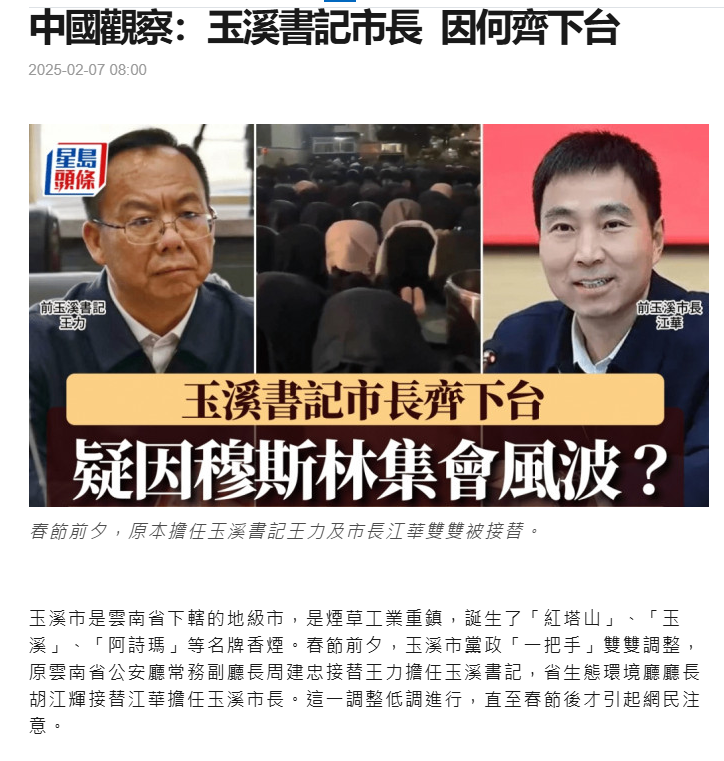 中國觀察：玉溪書記市長 因何齊下台
2025-02-07 08:00
星島
頭條
前玉溪書記
王力
前玉溪市長
江華
玉溪書記市長齊下台
疑因穆斯林集會風波？
春節前夕，原本擔任玉溪書記王力及市長江華雙雙被接替。
玉溪市是雲南省下轄的地級市，是煙草工業重鎮，誕生了「紅塔山」、「玉
溪」、「阿詩瑪」等名牌香煙。春節前夕，玉溪市黨政「一把手」雙雙調整，
原雲南省公安廳常務副廳長周建忠接替王力擔任玉溪書記，省生態環境廳廳長
胡江輝接替江華擔任玉溪市長。這一調整低調進行，直至春節後才引起網民注
意。